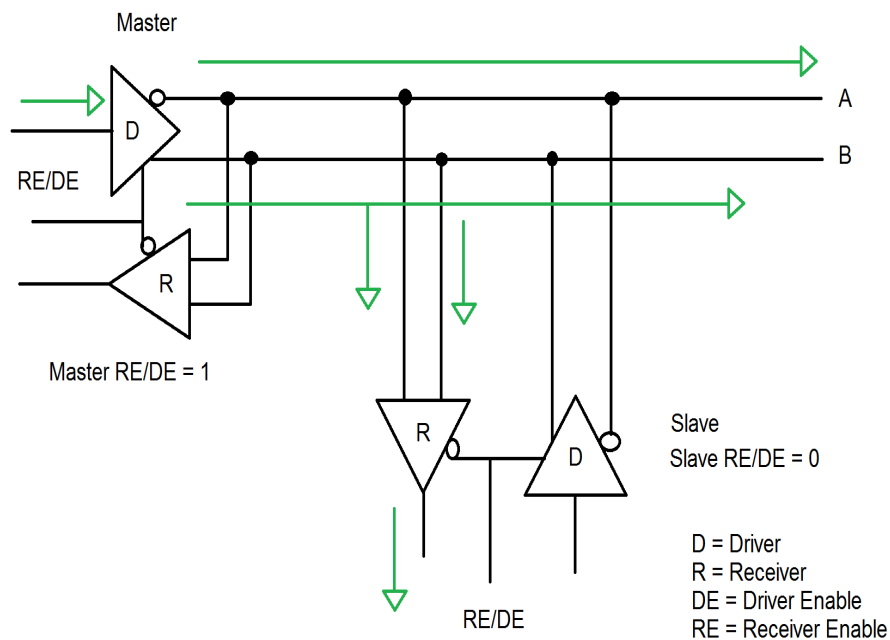 Master
A
D
B
RE/DE
R
Master RE/DE = 1
R
D
Slave
Slave RE/DE = 0
RE/DE
D = Driver
R = Receiver
DE = Driver Enable
RE = Receiver Enable